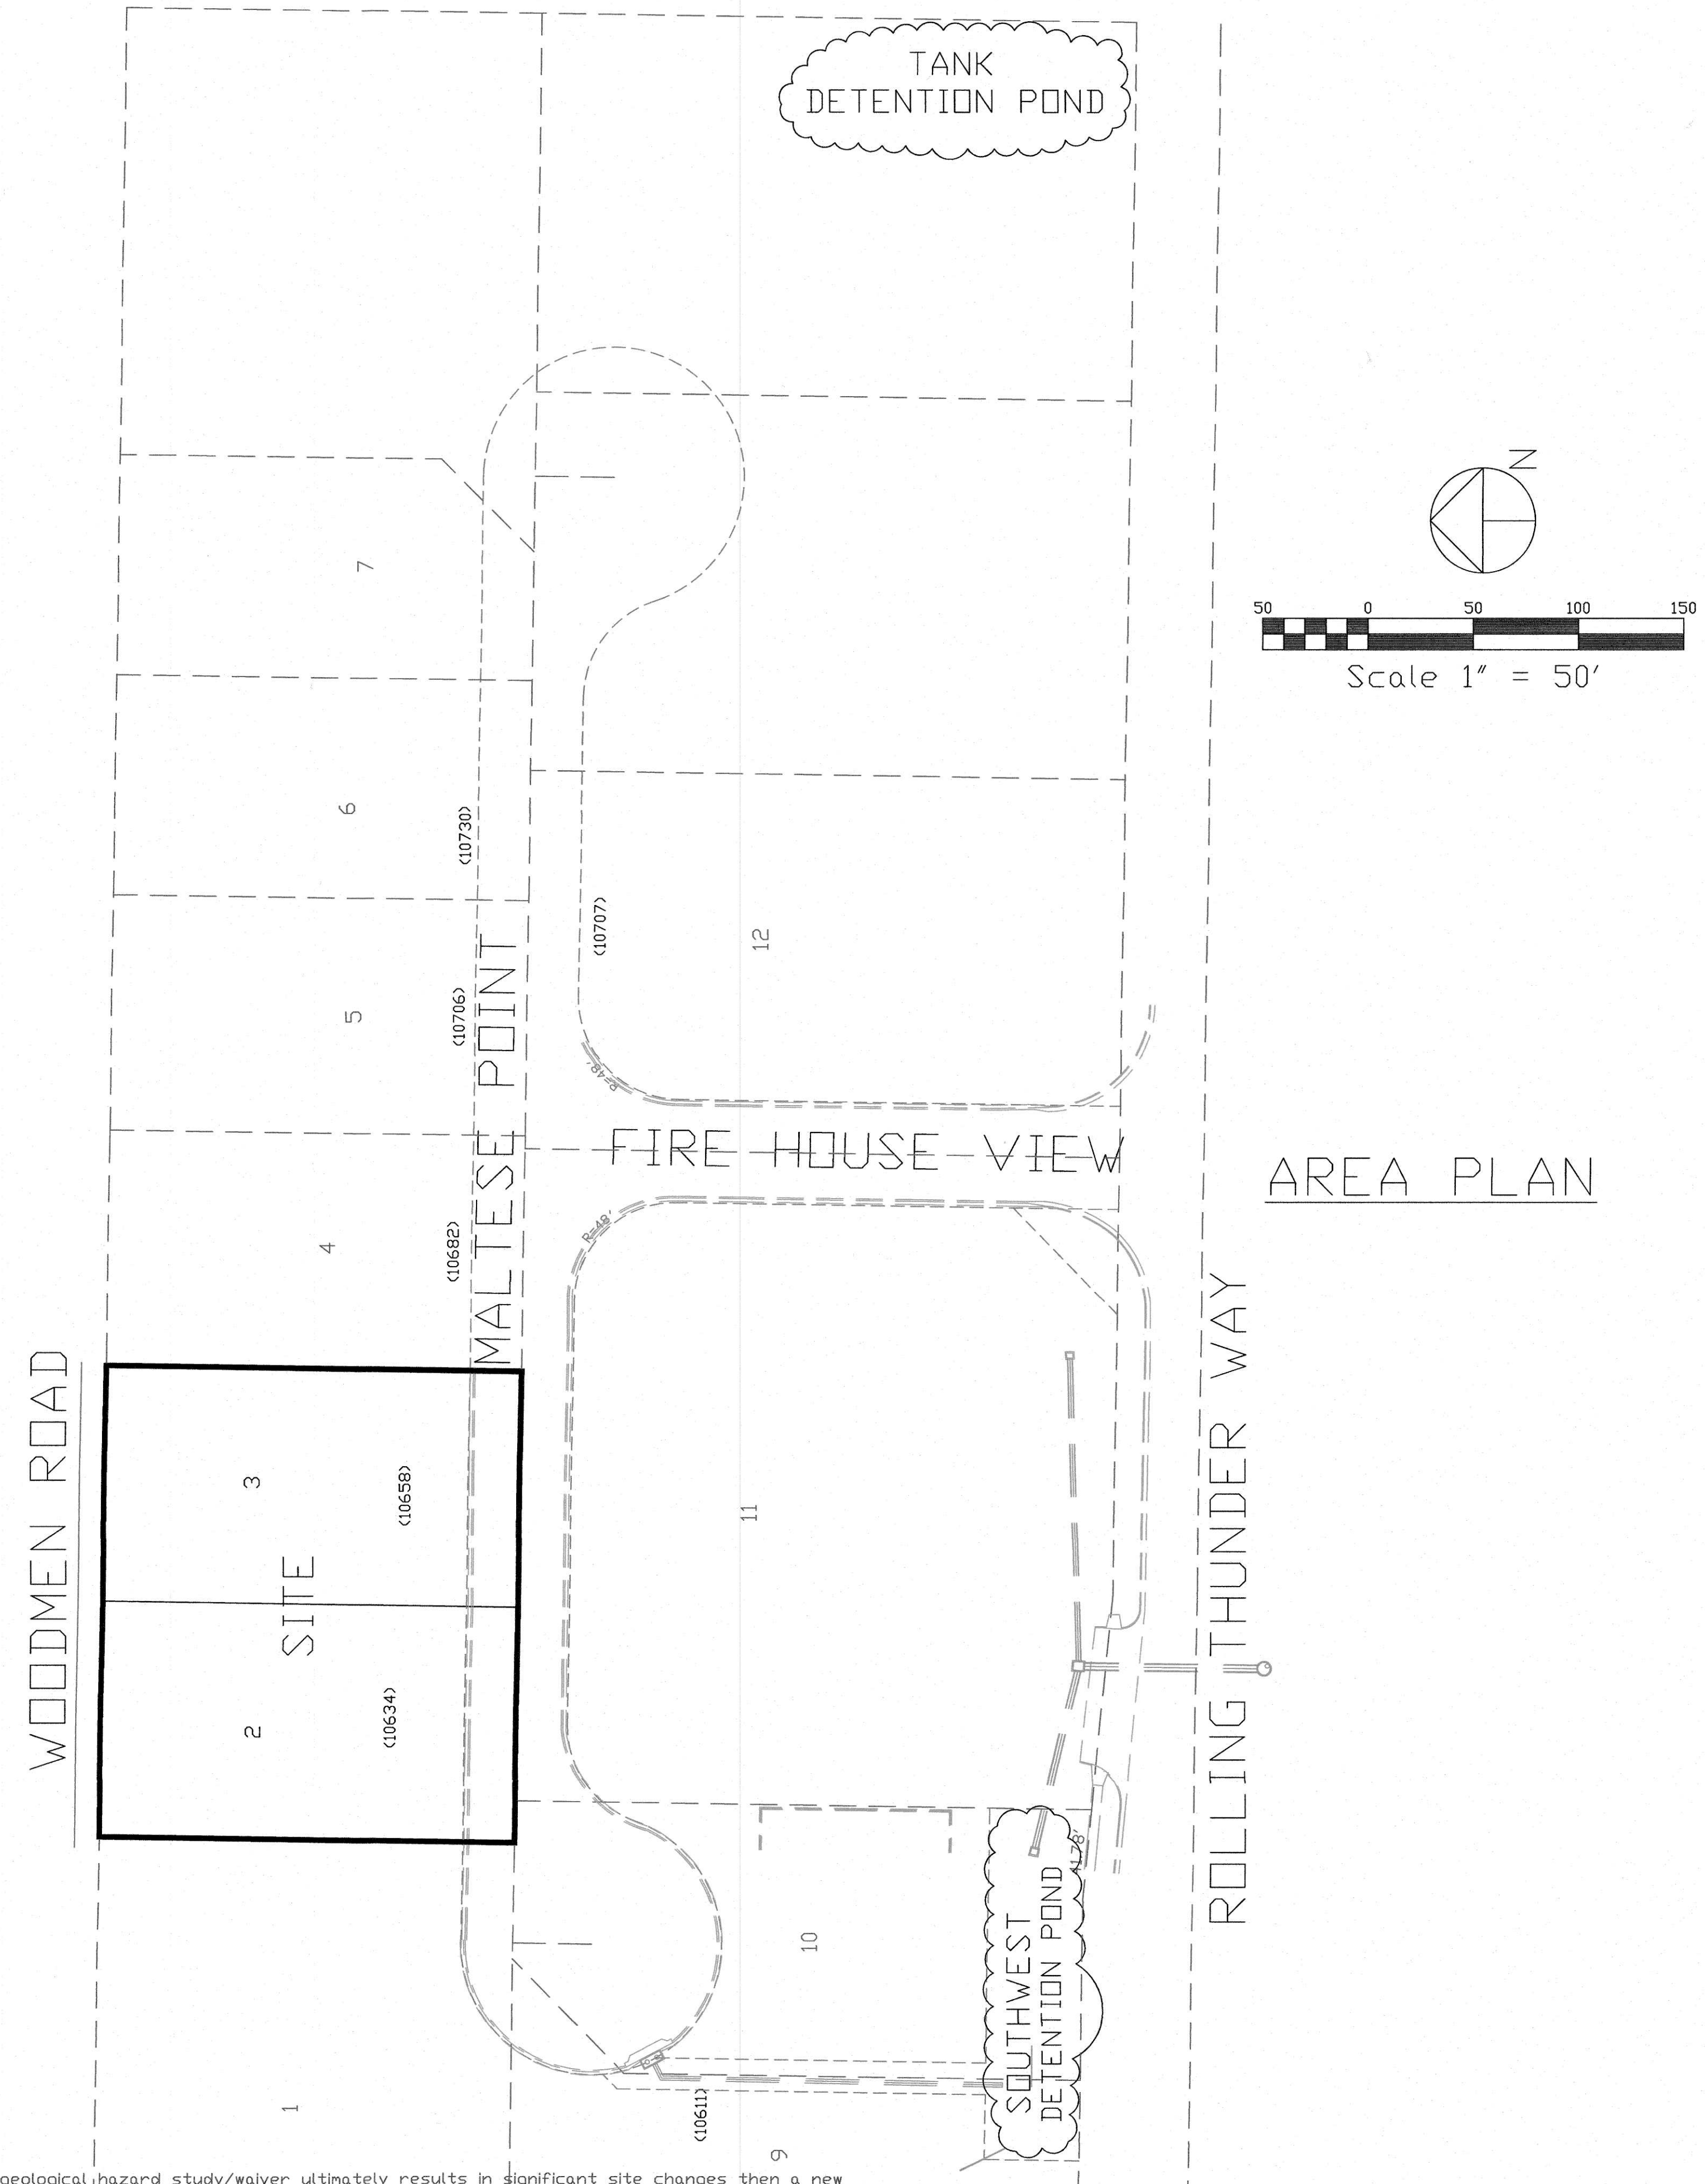 TANK
DETENTION POND
N
50 0 50 100 150
Scale 1" = 50'
AREA PLAN
WOODMEN ROAD
MALTESE POINT
FIRE HOUSE VIEW
ROLLING THUNDER WAY
7
6
(10730)
5
(10706)
12
(10707)
R=48'
4
(10682)
R=48'
3
(10658)
SITE
2
(10634)
11
10
41.78'
SOUTHWEST
DETENTION POND
1
(10611)
9
geological hazard study/waiver ultimately results in significant site changes then a new